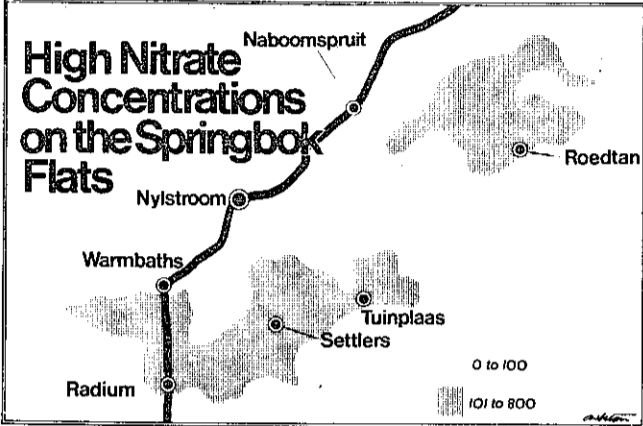 High Nitrate
Concentrations
on the Springbok
Flats
Naboomspruit
Roedtan
Nylstroom
Warmbaths
Tuinplaas
Settlers
Radium
0 to 100
101 to 800